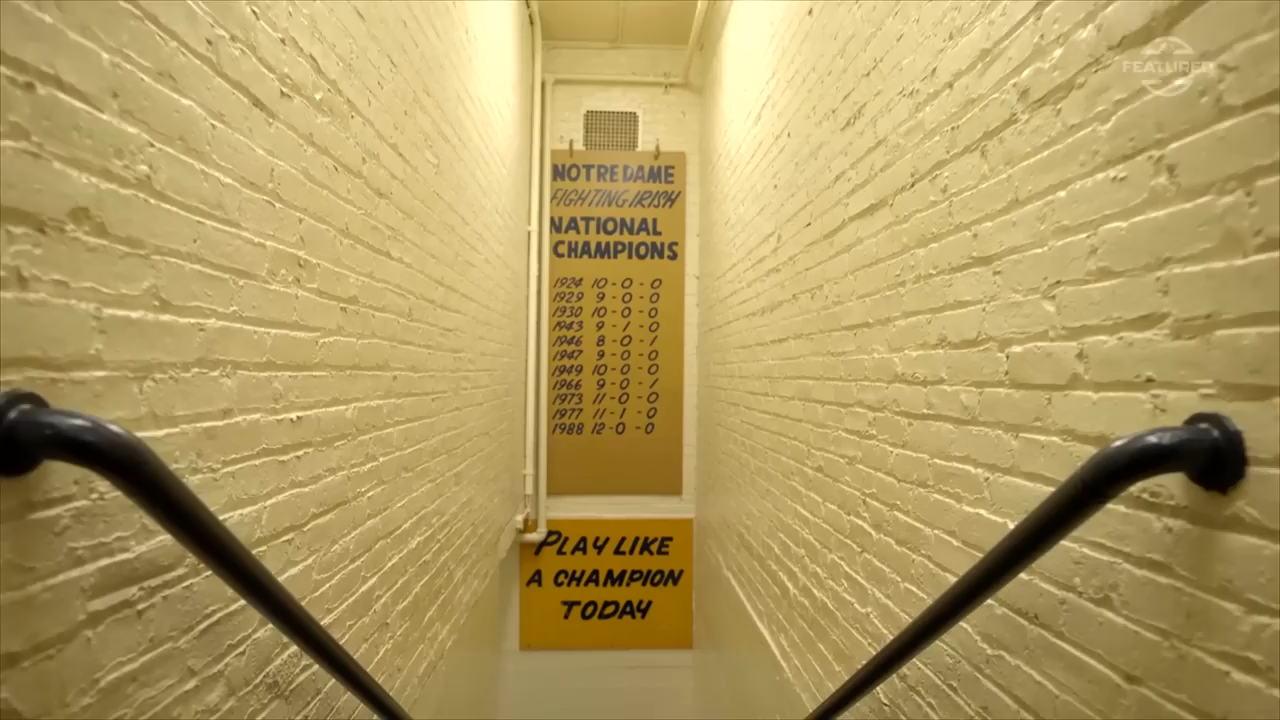 FEATURED
NOTRE DAME
FIGHTING IRISH
NATIONAL
CHAMPIONS
1924 10-0-0
1929 9-0-0
1930 10-0-0
1943 9-1-0
1946 8-0-1
1947 9-0-0
1949 10-0-0
1966 9-0-1
1973 11-0-0
1977 11-1-0
1988 12-0-0
PLAY LIKE
A CHAMPION
TODAY